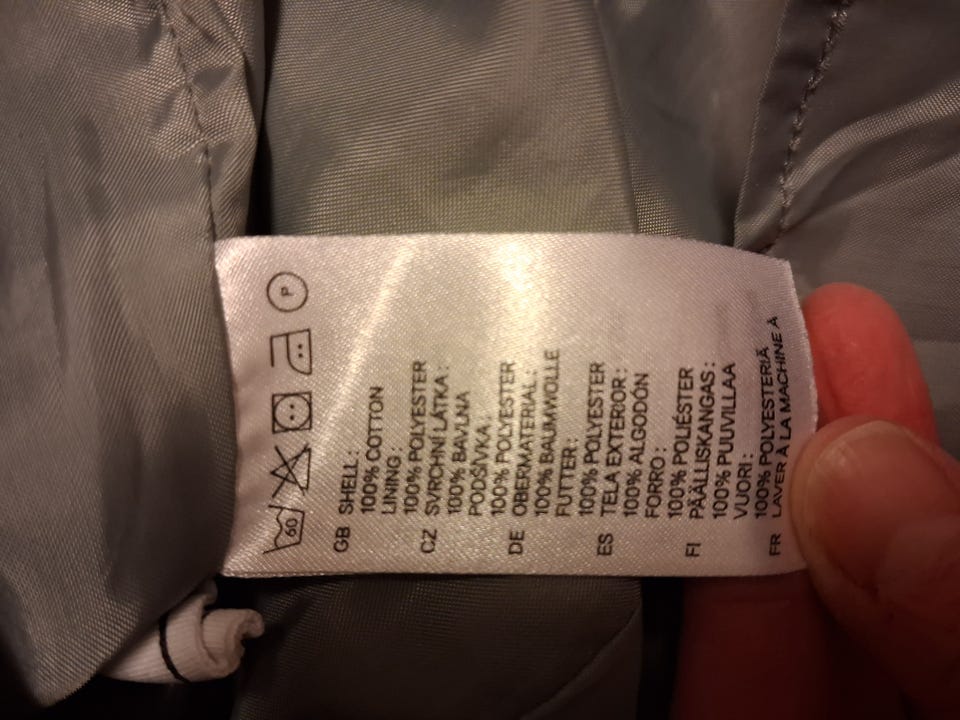 60 P
GB SHELL:
100% COTTON
LINING:
100% POLYESTER
CZ SVRCHNÍ LÁTKA:
100% BAVLNA
PODŠÍVKA:
100% POLYESTER
DE OBERMATERIAL:
100% BAUMWOLLE
FUTTER:
100% POLYESTER
ES TELA EXTERIOR:
100% ALGODÓN
FORRO:
100% POLIÉSTER
FI PÄÄLLISKANGAS:
100% PUUVILLAA
VUORI:
100% POLYESTERIÄ
FR LAVER À LA MACHINE À